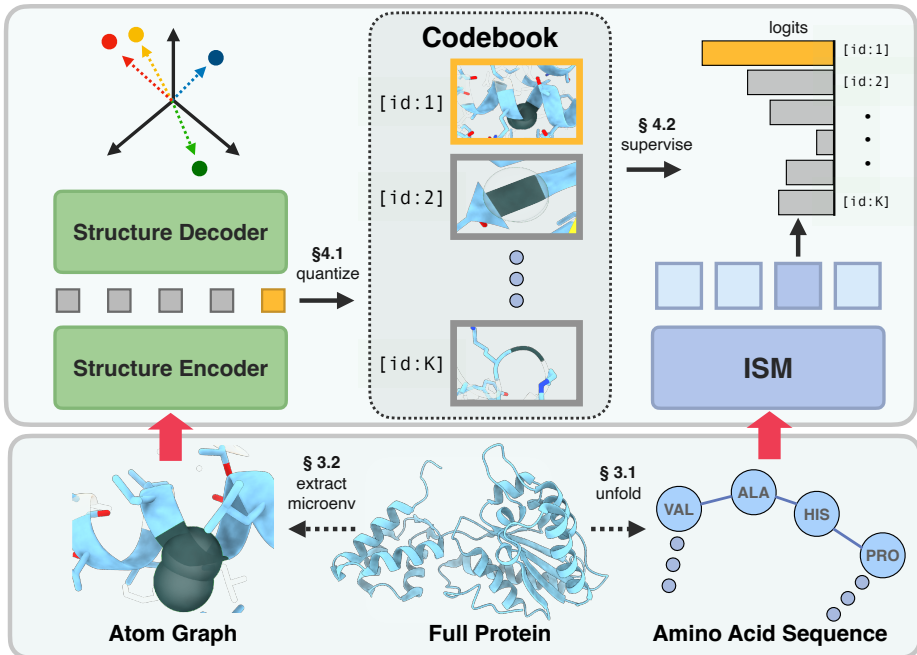 Codebook
logits
[id:1]
[id:1]
[id:2]
§ 4.2
supervise
[id:2]
[id:K]
Structure Decoder
§4.1
quantize
Structure Encoder
[id:K]
ISM
§ 3.2
extract
microenv
§ 3.1
unfold
VAL
ALA
HIS
PRO
Atom Graph
Full Protein
Amino Acid Sequence